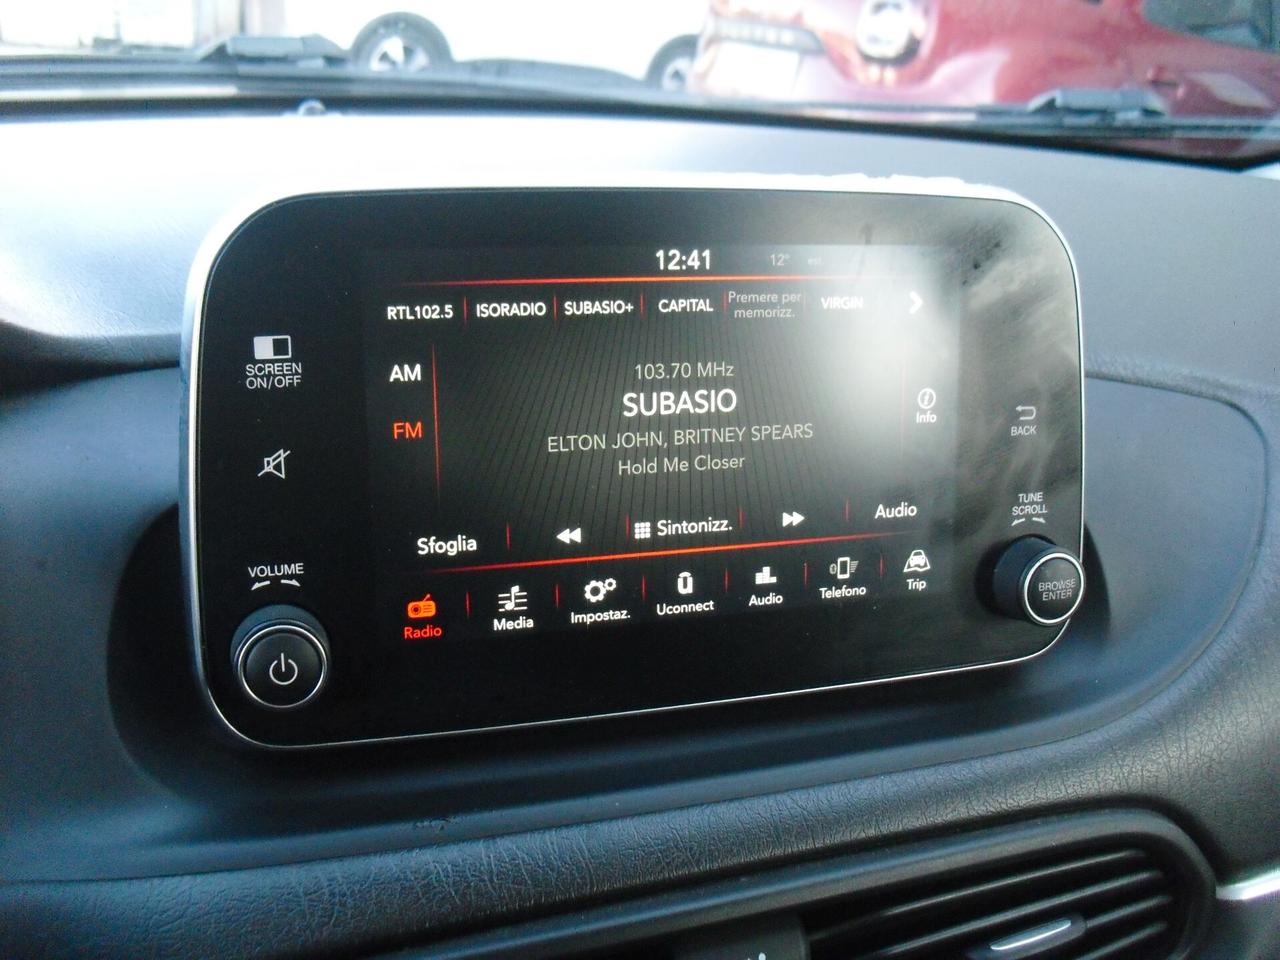 12:41 12° est.
RTL102.5 ISORADIO SUBASIO+ CAPITAL Premere per memorizz. VIRGIN
SCREEN ON/OFF
AM
103.70 MHz
SUBASIO
FM
ELTON JOHN, BRITNEY SPEARS
Hold Me Closer
i
Info
BACK
TUNE SCROLL
Sfoglia
Sintonizz.
Audio
VOLUME
Radio Media Impostaz. Uconnect Audio Telefono Trip
BROWSE ENTER